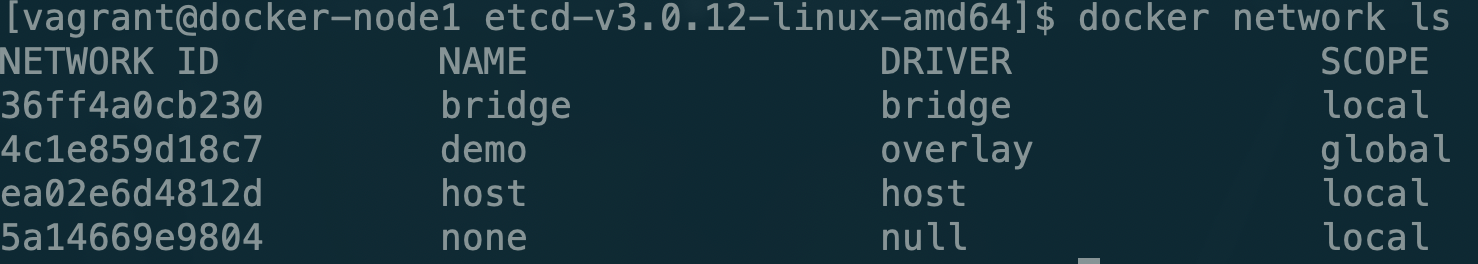 [vagrant@docker-node1 etcd-v3.0.12-linux-amd64]$ docker network ls
NETWORK ID          NAME                DRIVER              SCOPE
36ff4a0cb230        bridge              bridge              local
4c1e859d18c7        demo                overlay             global
ea02e6d4812d        host                host                local
5a14669e9804        none                null                local